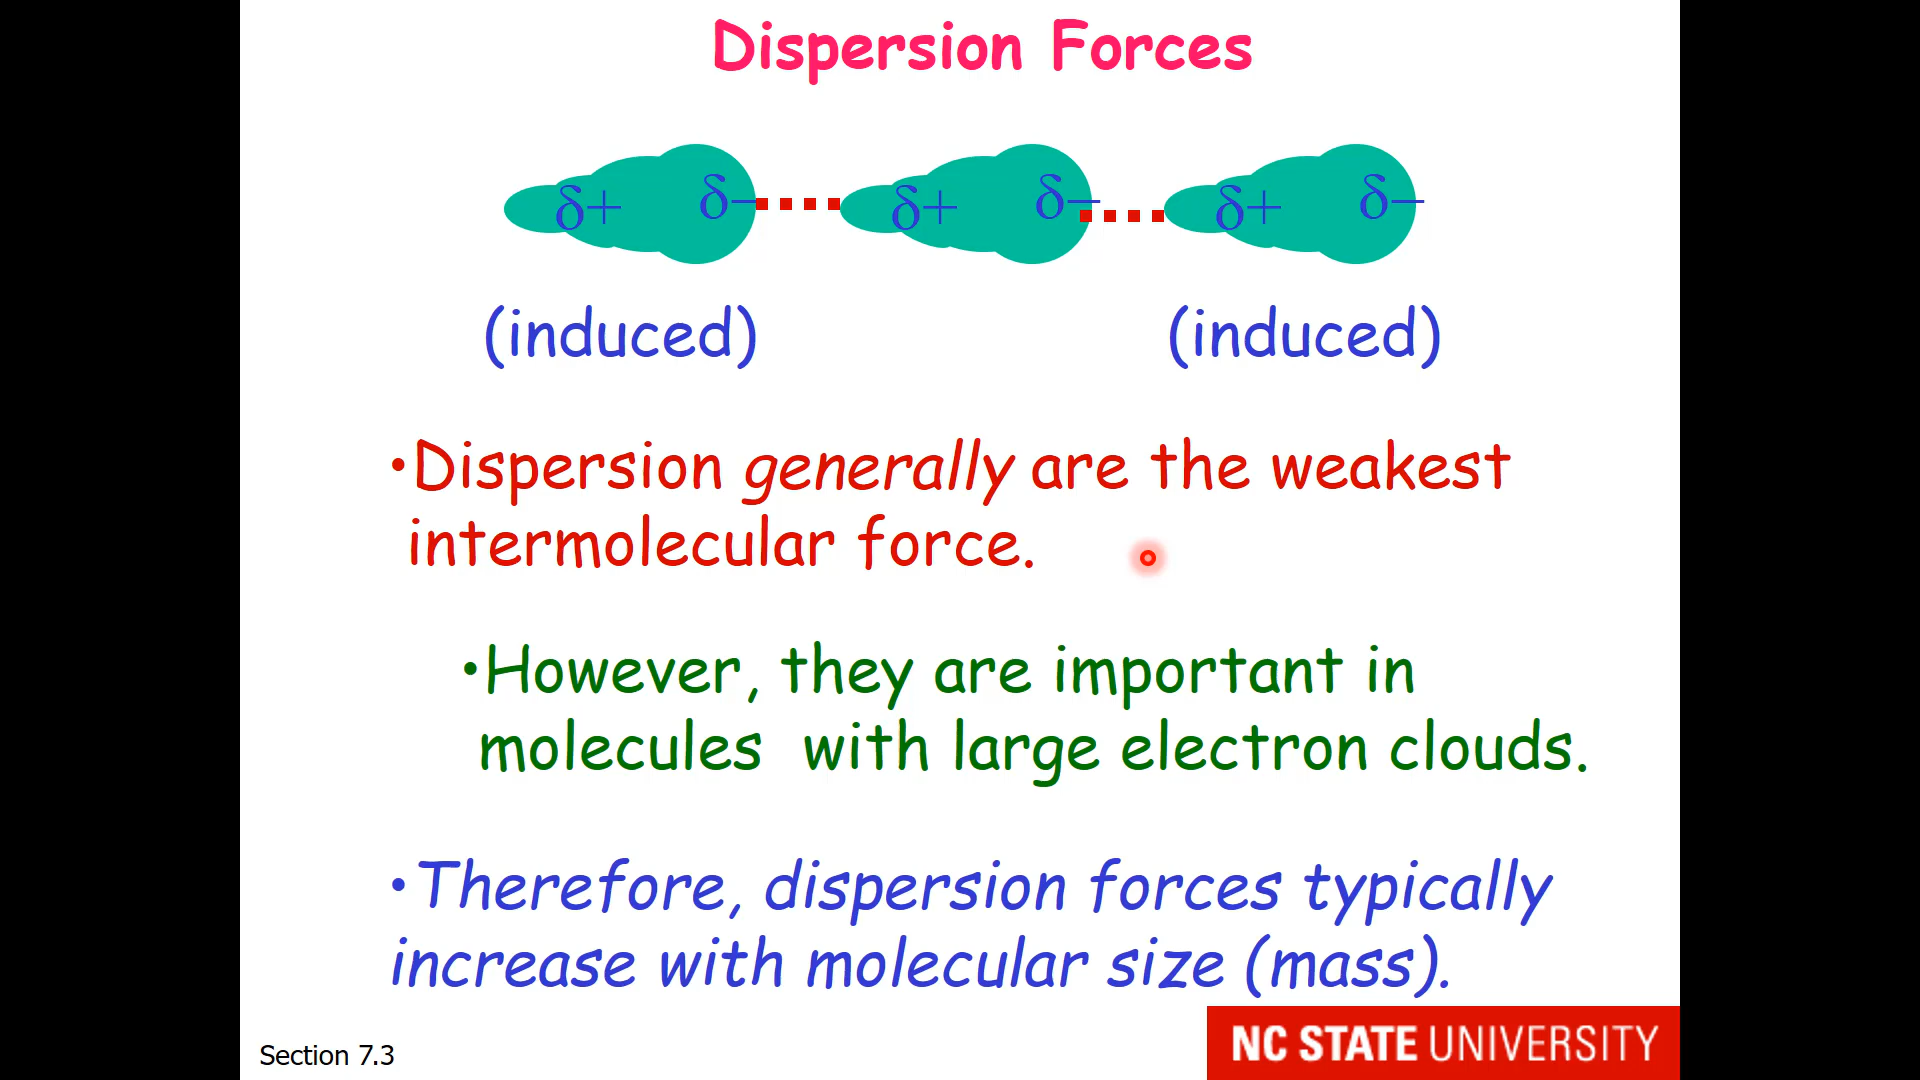 Dispersion Forces
δ+ δ– δ+ δ– δ+ δ–
(induced) (induced)
•Dispersion generally are the weakest
intermolecular force.
•However, they are important in
molecules with large electron clouds.
•Therefore, dispersion forces typically
increase with molecular size (mass).
Section 7.3
NC STATE UNIVERSITY